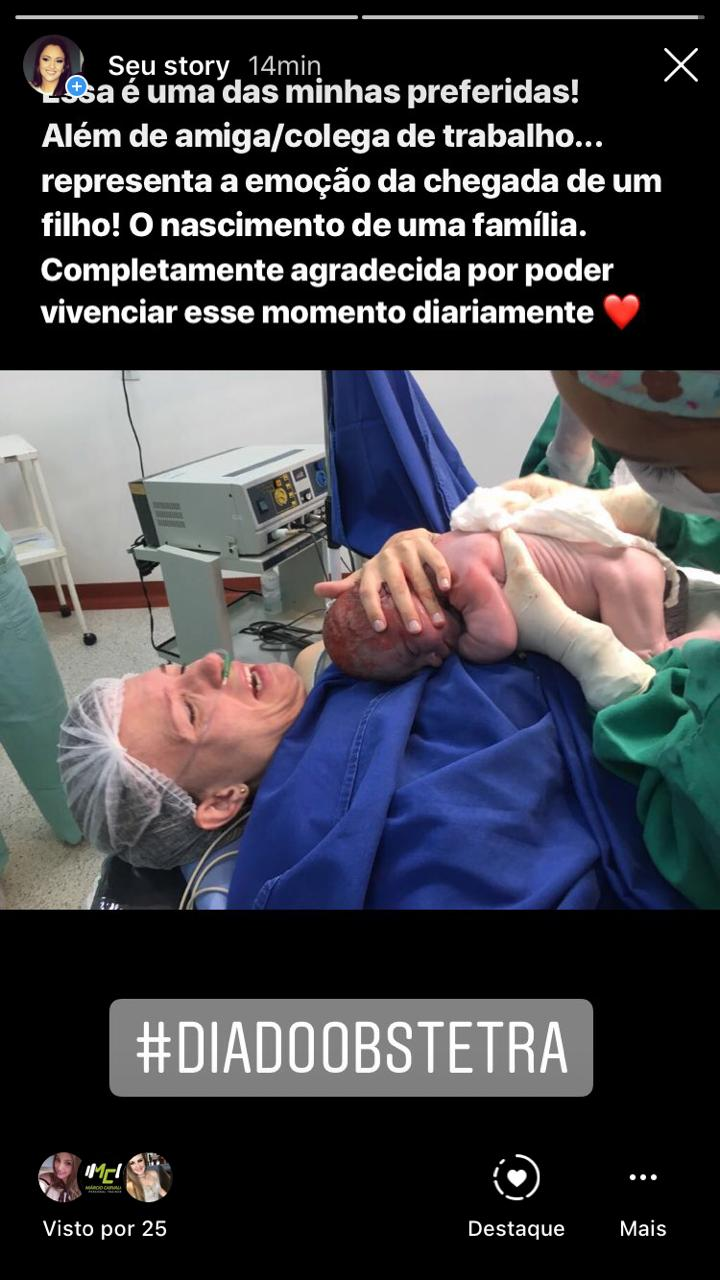 Seu story 14min
Essa é uma das minhas preferidas!
Além de amiga/colega de trabalho...
representa a emoção da chegada de um
filho! O nascimento de uma família.
Completamente agradecida por poder
vivenciar esse momento diariamente ❤️
#DIADOOBSTETRA
MC
Visto por 25
Destaque
Mais